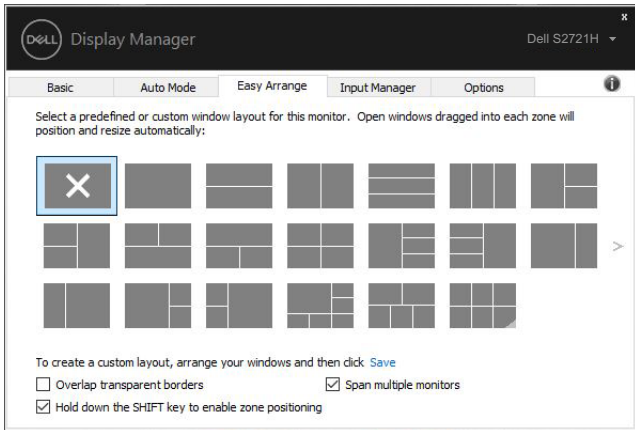 x
DELL Display Manager Dell S2721H
Basic Auto Mode Easy Arrange Input Manager Options i
Select a predefined or custom window layout for this monitor. Open windows dragged into each zone will
position and resize automatically:
>
To create a custom layout, arrange your windows and then click Save
Overlap transparent borders Span multiple monitors
Hold down the SHIFT key to enable zone positioning